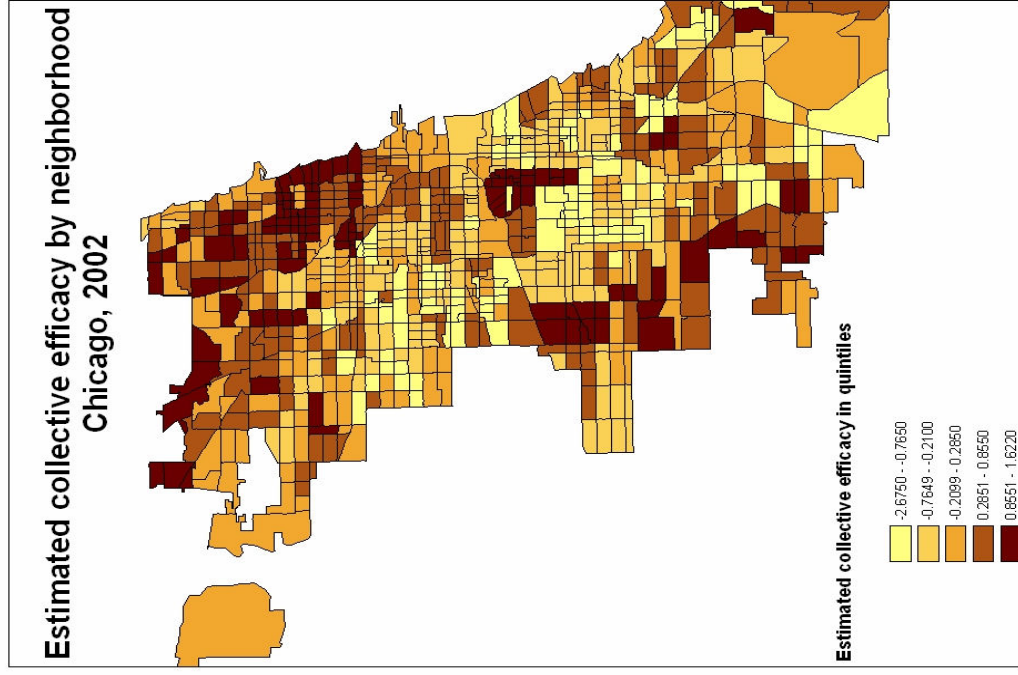 Estimated collective efficacy by neighborhood
Chicago, 2002
Estimated collective efficacy in quintiles
-2.6750 - -0.7650
-0.7649 - -0.2100
-0.2099 - 0.2850
0.2851 - 0.8550
0.8551 - 1.6220